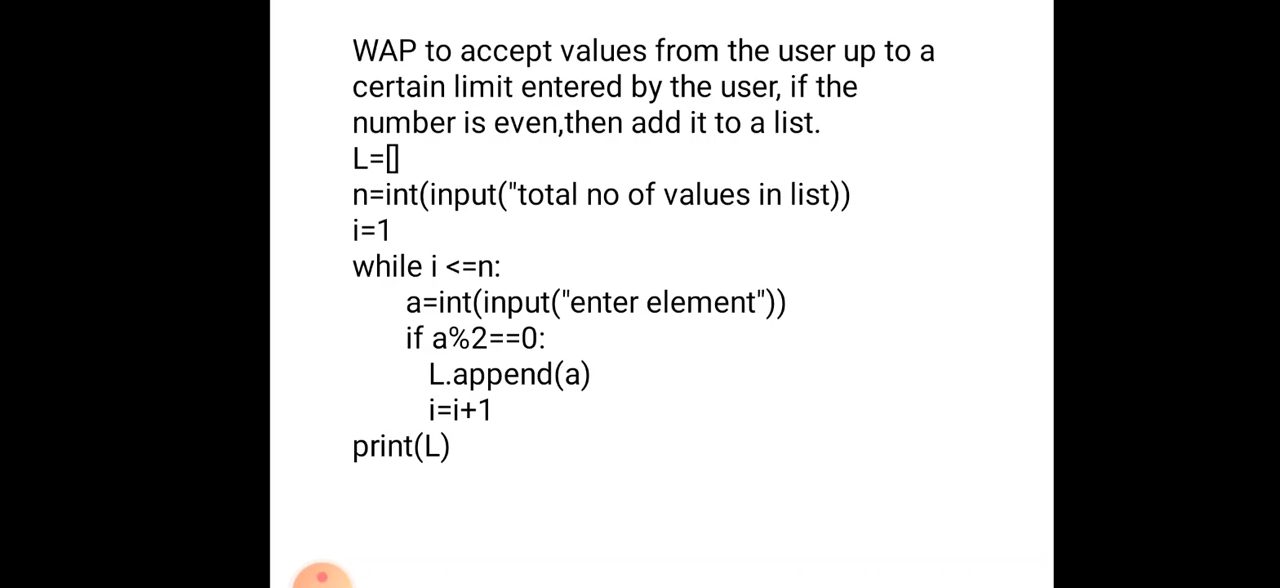 WAP to accept values from the user up to a
certain limit entered by the user, if the
number is even,then add it to a list.
L=[]
n=int(input("total no of values in list))
i=1
while i <=n:
a=int(input("enter element"))
if a%2==0:
L.append(a)
i=i+1
print(L)